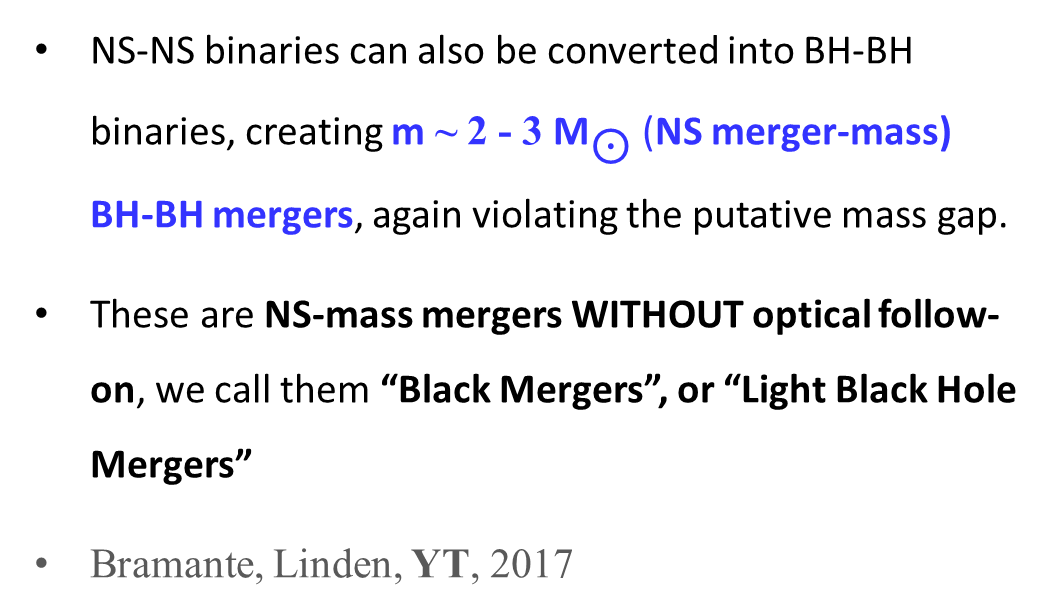 • NS-NS binaries can also be converted into BH-BH
binaries, creating m ~ 2 - 3 M⊙ (NS merger-mass)
BH-BH mergers, again violating the putative mass gap.
• These are NS-mass mergers WITHOUT optical follow-
on, we call them “Black Mergers”, or “Light Black Hole
Mergers”
• Bramante, Linden, YT, 2017